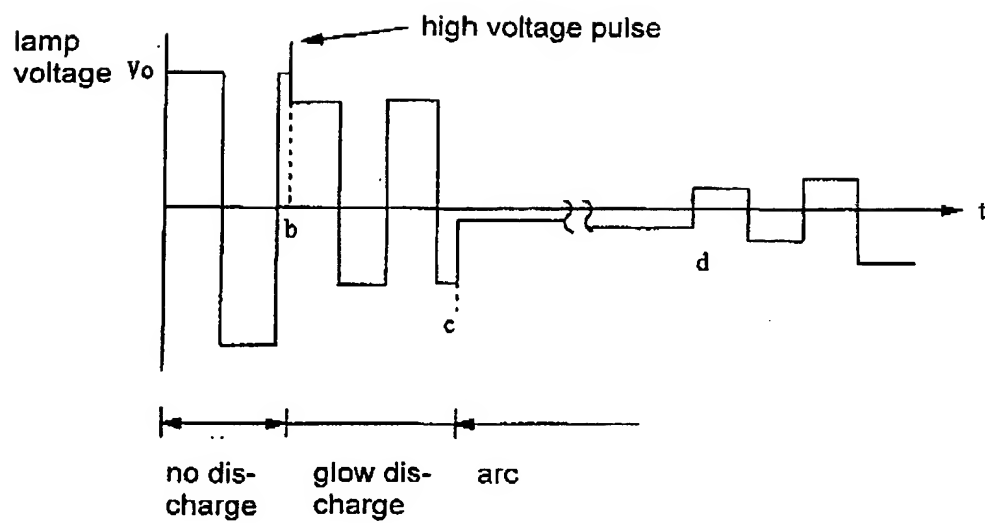 high voltage pulse
lamp
voltage Vo
t
b
d
c
no dis-
charge
glow dis-
charge
arc